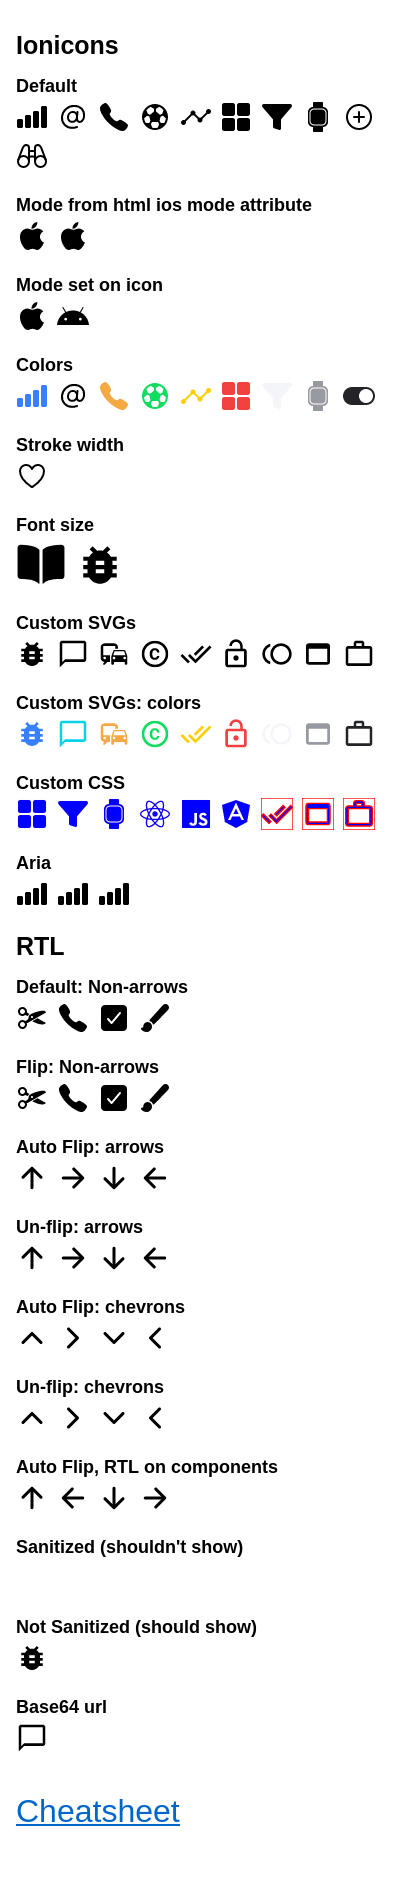 Ionicons
Default
Mode from html ios mode attribute
Mode set on icon
Colors
Stroke width
Font size
Custom SVGs
Custom SVGs: colors
Custom CSS
JS
Aria
RTL
Default: Non-arrows
Flip: Non-arrows
Auto Flip: arrows
Un-flip: arrows
Auto Flip: chevrons
Un-flip: chevrons
Auto Flip, RTL on components
Sanitized (shouldn't show)
Not Sanitized (should show)
Base64 url
Cheatsheet